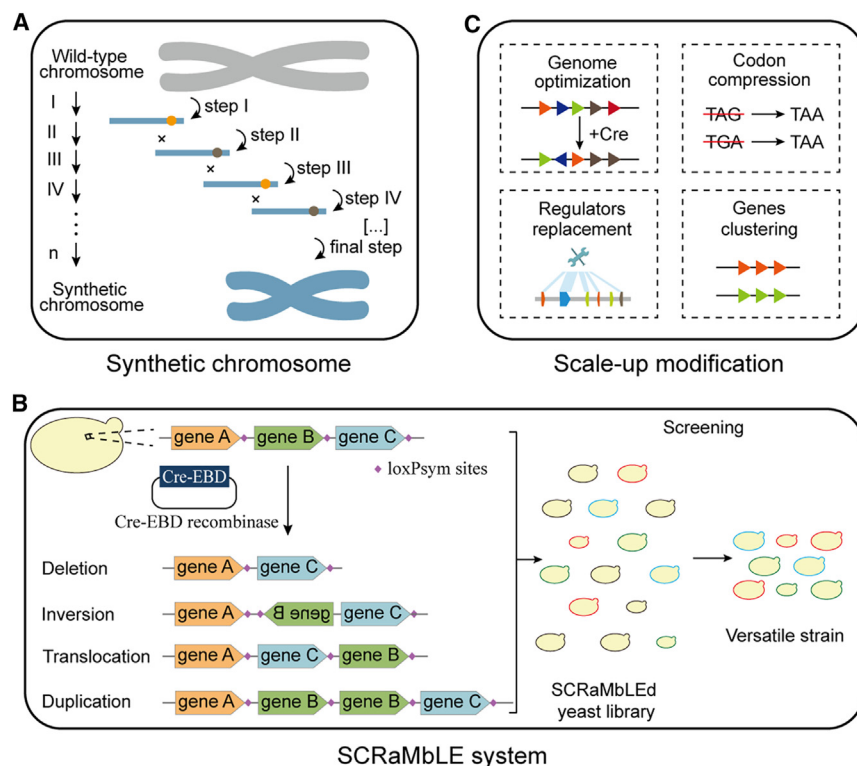 A
Wild-type
chromosome
I
II
III
IV
n
Synthetic
chromosome
step I
×
step II
×
step III
×
step IV
[...]
final step
Synthetic chromosome
C
Genome
optimization
+Cre
Codon
compression
TAG → TAA
TGA → TAA
Regulators
replacement
Genes
clustering
Scale-up modification
B
gene A gene B gene C
loxPsym sites
Cre-EBD
Cre-EBD recombinase
Deletion gene A gene C
Inversion gene A gene B gene C
Translocation gene A gene C gene B
Duplication gene A gene B gene B gene C
Screening
SCRaMbLEd
yeast library
Versatile strain
SCRaMbLE system